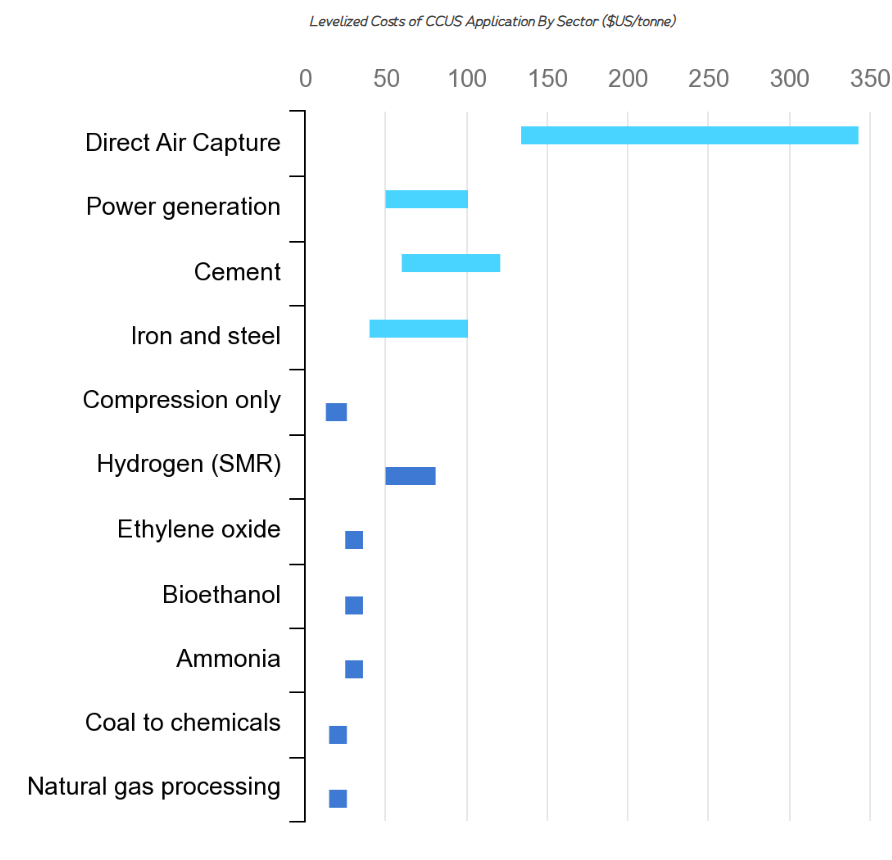 Levelized Costs of CCUS Application By Sector ($US/tonne)
0 50 100 150 200 250 300 350
Direct Air Capture
Power generation
Cement
Iron and steel
Compression only
Hydrogen (SMR)
Ethylene oxide
Bioethanol
Ammonia
Coal to chemicals
Natural gas processing